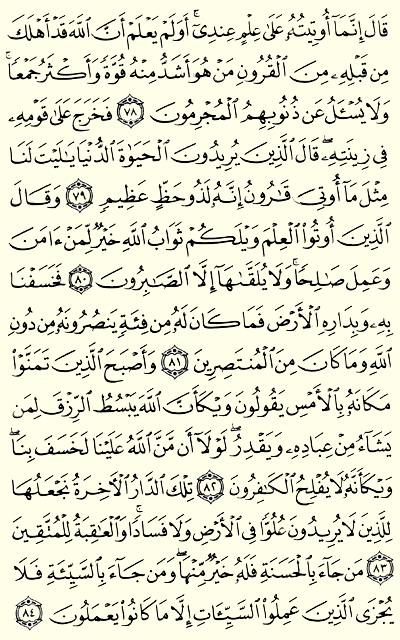 قَالَ إِنَّمَآ أُوتِيتُهُۥ عَلَىٰ عِلْمٍ عِندِىٓ ۚ أَوَلَمْ يَعْلَمْ أَنَّ ٱللَّهَ قَدْ أَهْلَكَ
مِن قَبْلِهِۦ مِنَ ٱلْقُرُونِ مَنْ هُوَ أَشَدُّ مِنْهُ قُوَّةً وَأَكْثَرُ جَمْعًا ۚ
وَلَا يُسْـَٔلُ عَن ذُنُوبِهِمُ ٱلْمُجْرِمُونَ ٧٨ فَخَرَجَ عَلَىٰ قَوْمِهِۦ
فِى زِينَتِهِۦ ۖ قَالَ ٱلَّذِينَ يُرِيدُونَ ٱلْحَيَوٰةَ ٱلدُّنْيَا يَـٰلَيْتَ لَنَا
مِثْلَ مَآ أُوتِىَ قَـٰرُونُ إِنَّهُۥ لَذُو حَظٍّ عَظِيمٍ ٧٩ وَقَالَ
ٱلَّذِينَ أُوتُوا۟ ٱلْعِلْمَ وَيْلَكُمْ ثَوَابُ ٱللَّهِ خَيْرٌ لِّمَنْ ءَامَنَ
وَعَمِلَ صَـٰلِحًا ۚ وَلَا يُلَقَّىٰهَآ إِلَّا ٱلصَّـٰبِرُونَ ٨٠ فَخَسَفْنَا
بِهِۦ وَبِدَارِهِ ٱلْأَرْضَ فَمَا كَانَ لَهُۥ مِن فِئَةٍ يَنصُرُونَهُۥ مِن دُونِ
ٱللَّهِ وَمَا كَانَ مِنَ ٱلْمُنتَصِرِينَ ٨١ وَأَصْبَحَ ٱلَّذِينَ تَمَنَّوْا۟
مَكَانَهُۥ بِٱلْأَمْسِ يَقُولُونَ وَيْكَأَنَّ ٱللَّهَ يَبْسُطُ ٱلرِّزْقَ لِمَن
يَشَآءُ مِنْ عِبَادِهِۦ وَيَقْدِرُ ۖ لَوْلَآ أَن مَّنَّ ٱللَّهُ عَلَيْنَا لَخَسَفَ بِنَا ۖ
وَيْكَأَنَّهُۥ لَا يُفْلِحُ ٱلْكَـٰفِرُونَ ٨٢ تِلْكَ ٱلدَّارُ ٱلْـَٔاخِرَةُ نَجْعَلُهَا
لِلَّذِينَ لَا يُرِيدُونَ عُلُوًّا فِى ٱلْأَرْضِ وَلَا فَسَادًا ۚ وَٱلْعَـٰقِبَةُ لِلْمُتَّقِينَ
٨٣ مَن جَآءَ بِٱلْحَسَنَةِ فَلَهُۥ خَيْرٌ مِّنْهَا ۖ وَمَن جَآءَ بِٱلسَّيِّئَةِ فَلَا
يُجْزَى ٱلَّذِينَ عَمِلُوا۟ ٱلسَّيِّـَٔاتِ إِلَّا مَا كَانُوا۟ يَعْمَلُونَ ٨٤